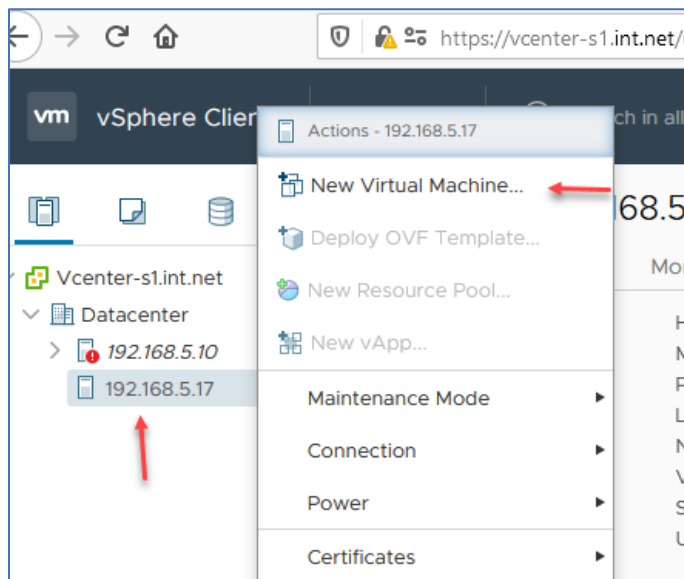 https://vcenter-s1.int.net/
vm vSphere Clien
ch in all
Actions - 192.168.5.17
New Virtual Machine...
68.5
Deploy OVF Template...
Mo
Vcenter-s1.int.net
New Resource Pool...
Datacenter
New vApp...
192.168.5.10
192.168.5.17
Maintenance Mode
Connection
Power
Certificates